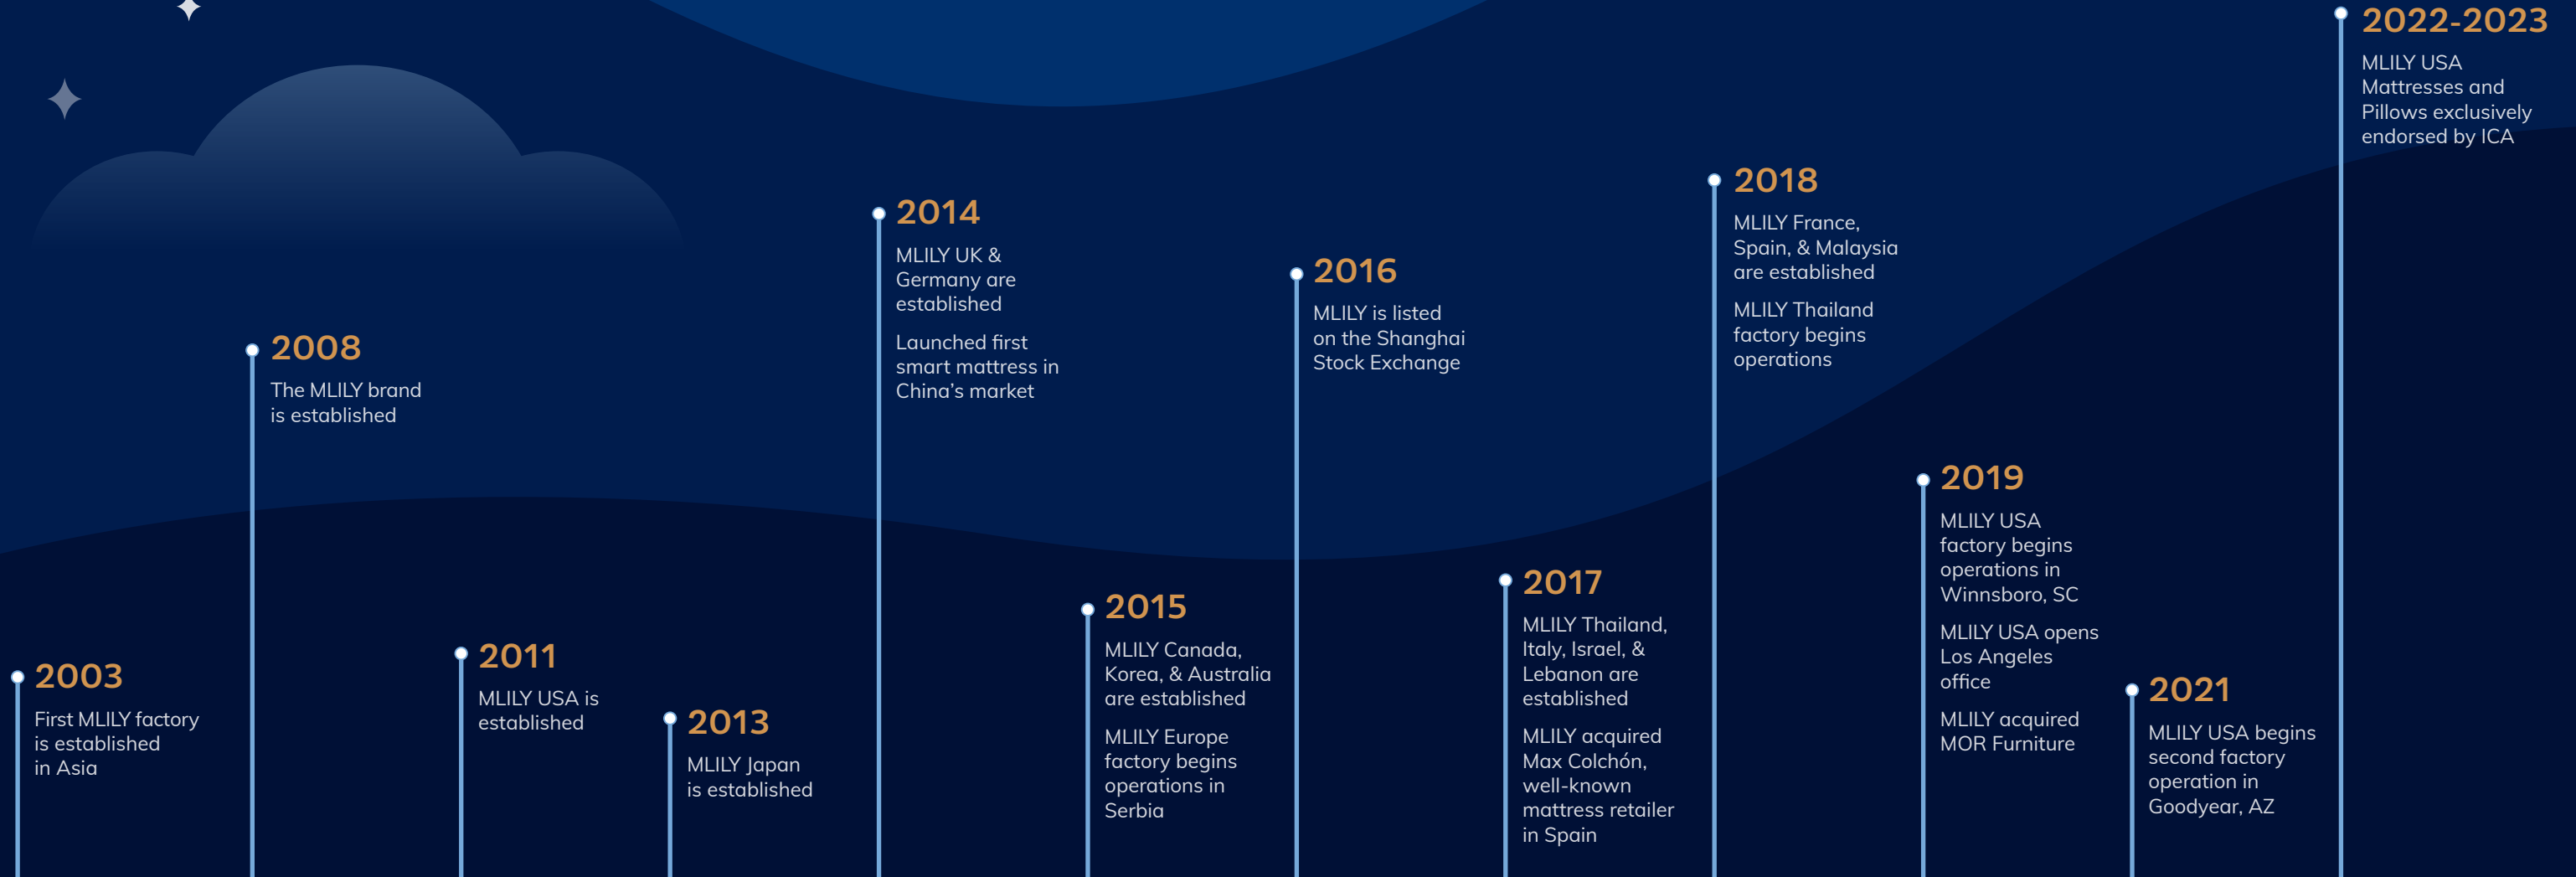 2003
First MLILY factory
is established
in Asia
2008
The MLILY brand
is established
2011
MLILY USA is
established
2013
MLILY Japan
is established
2014
MLILY UK &
Germany are
established
Launched first
smart mattress in
China’s market
2015
MLILY Canada,
Korea, & Australia
are established
MLILY Europe
factory begins
operations in
Serbia
2016
MLILY is listed
on the Shanghai
Stock Exchange
2017
MLILY Thailand,
Italy, Israel, &
Lebanon are
established
MLILY acquired
Max Colchón,
well-known
mattress retailer
in Spain
2018
MLILY France,
Spain, & Malaysia
are established
MLILY Thailand
factory begins
operations
2019
MLILY USA
factory begins
operations in
Winnsboro, SC
MLILY USA opens
Los Angeles
office
MLILY acquired
MOR Furniture
2021
MLILY USA begins
second factory
operation in
Goodyear, AZ
2022-2023
MLILY USA
Mattresses and
Pillows exclusively
endorsed by ICA